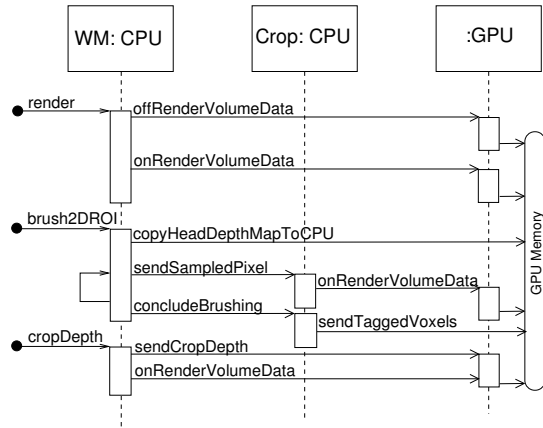 WM: CPU
Crop: CPU
:GPU
render
offRenderVolumeData
onRenderVolumeData
brush2DROI
copyHeadDepthMapToCPU
sendSampledPixel
onRenderVolumeData
concludeBrushing
sendTaggedVoxels
cropDepth
sendCropDepth
onRenderVolumeData
GPU Memory